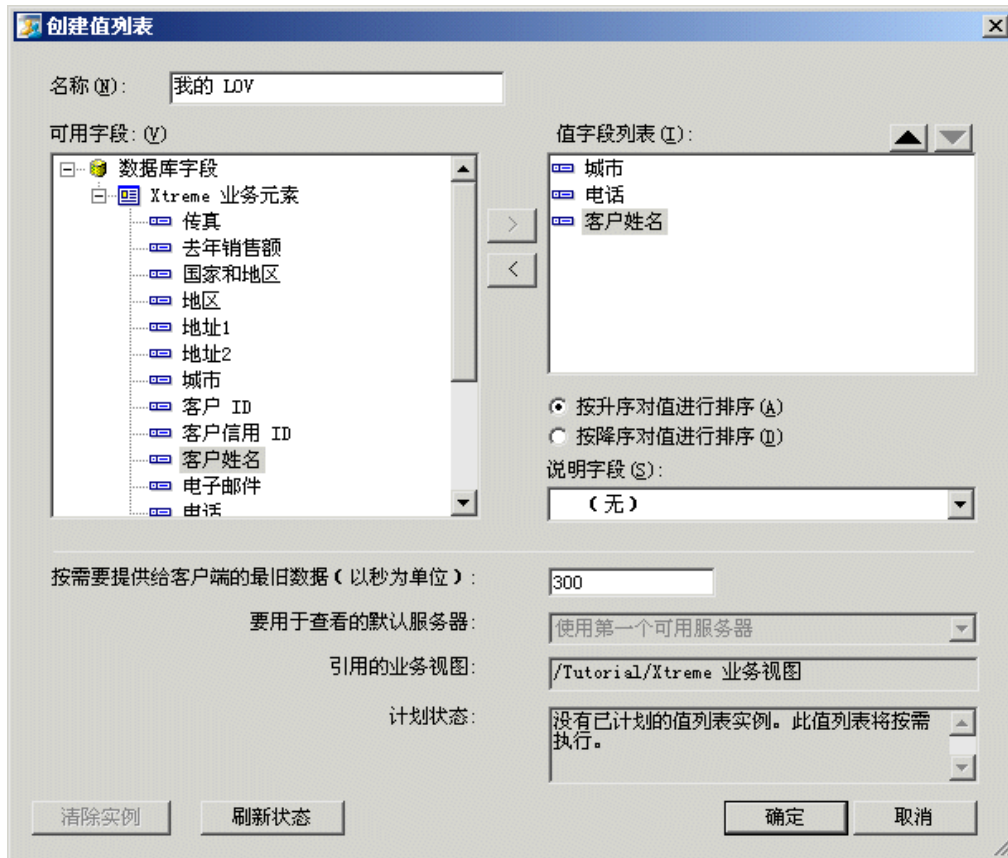 创建值列表
名称(N):
我的 LOV
可用字段:(V)
数据库字段
Xtreme 业务元素
传真
去年销售额
国家和地区
地区
地址1
地址2
城市
客户 ID
客户信用 ID
客户姓名
电子邮件
电话
>
<
值字段列表(I):
城市
电话
客户姓名
按升序对值进行排序(A)
按降序对值进行排序(D)
说明字段(S):
(无)
按需要提供给客户端的最旧数据(以秒为单位):
300
要用于查看的默认服务器:
使用第一个可用服务器
引用的业务视图:
/Tutorial/Xtreme 业务视图
计划状态:
没有已计划的值列表实例。此值列表将按需
执行。
清除实例
刷新状态
确定
取消